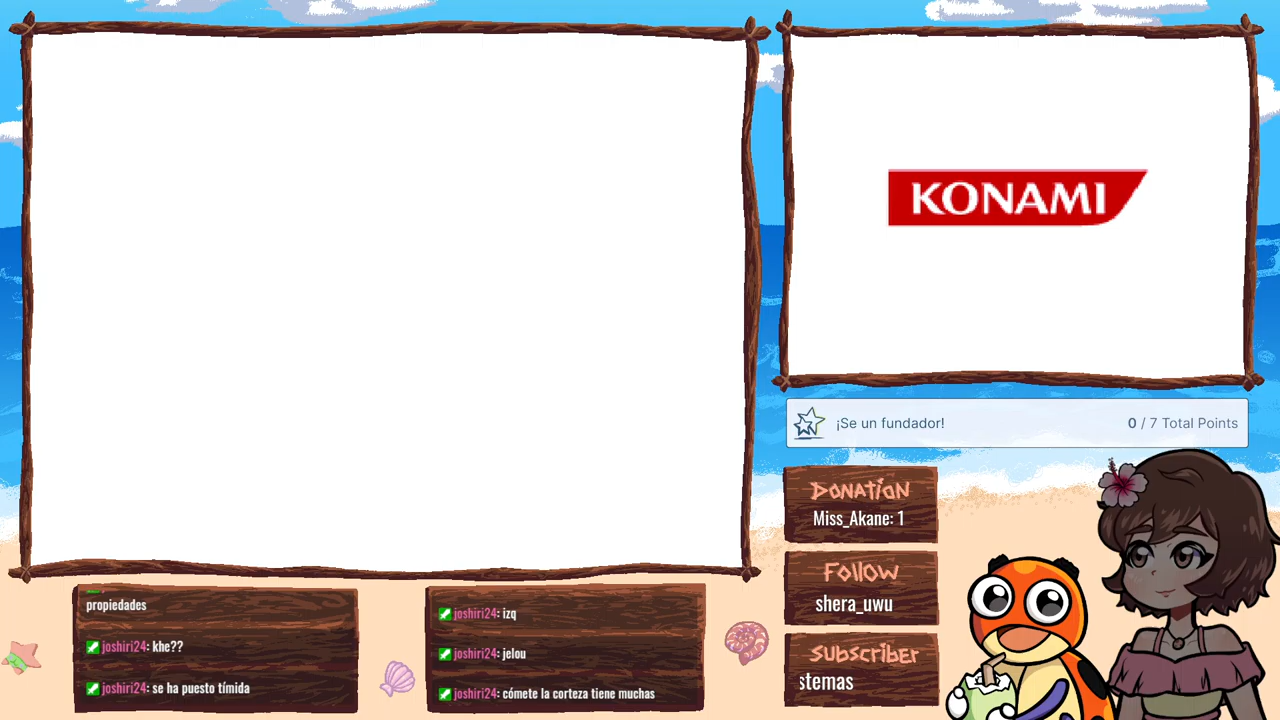 KONAMI
¡Se un fundador!
0 / 7 Total Points
DONATION
Miss_Akane: 1
FOLLOW
shera_uwu
SUBSCRIBER
stemas
propiedades
joshiri24: khe??
joshiri24: se ha puesto tímida
joshiri24: izq
joshiri24: jelou
joshiri24: cómete la corteza tiene muchas